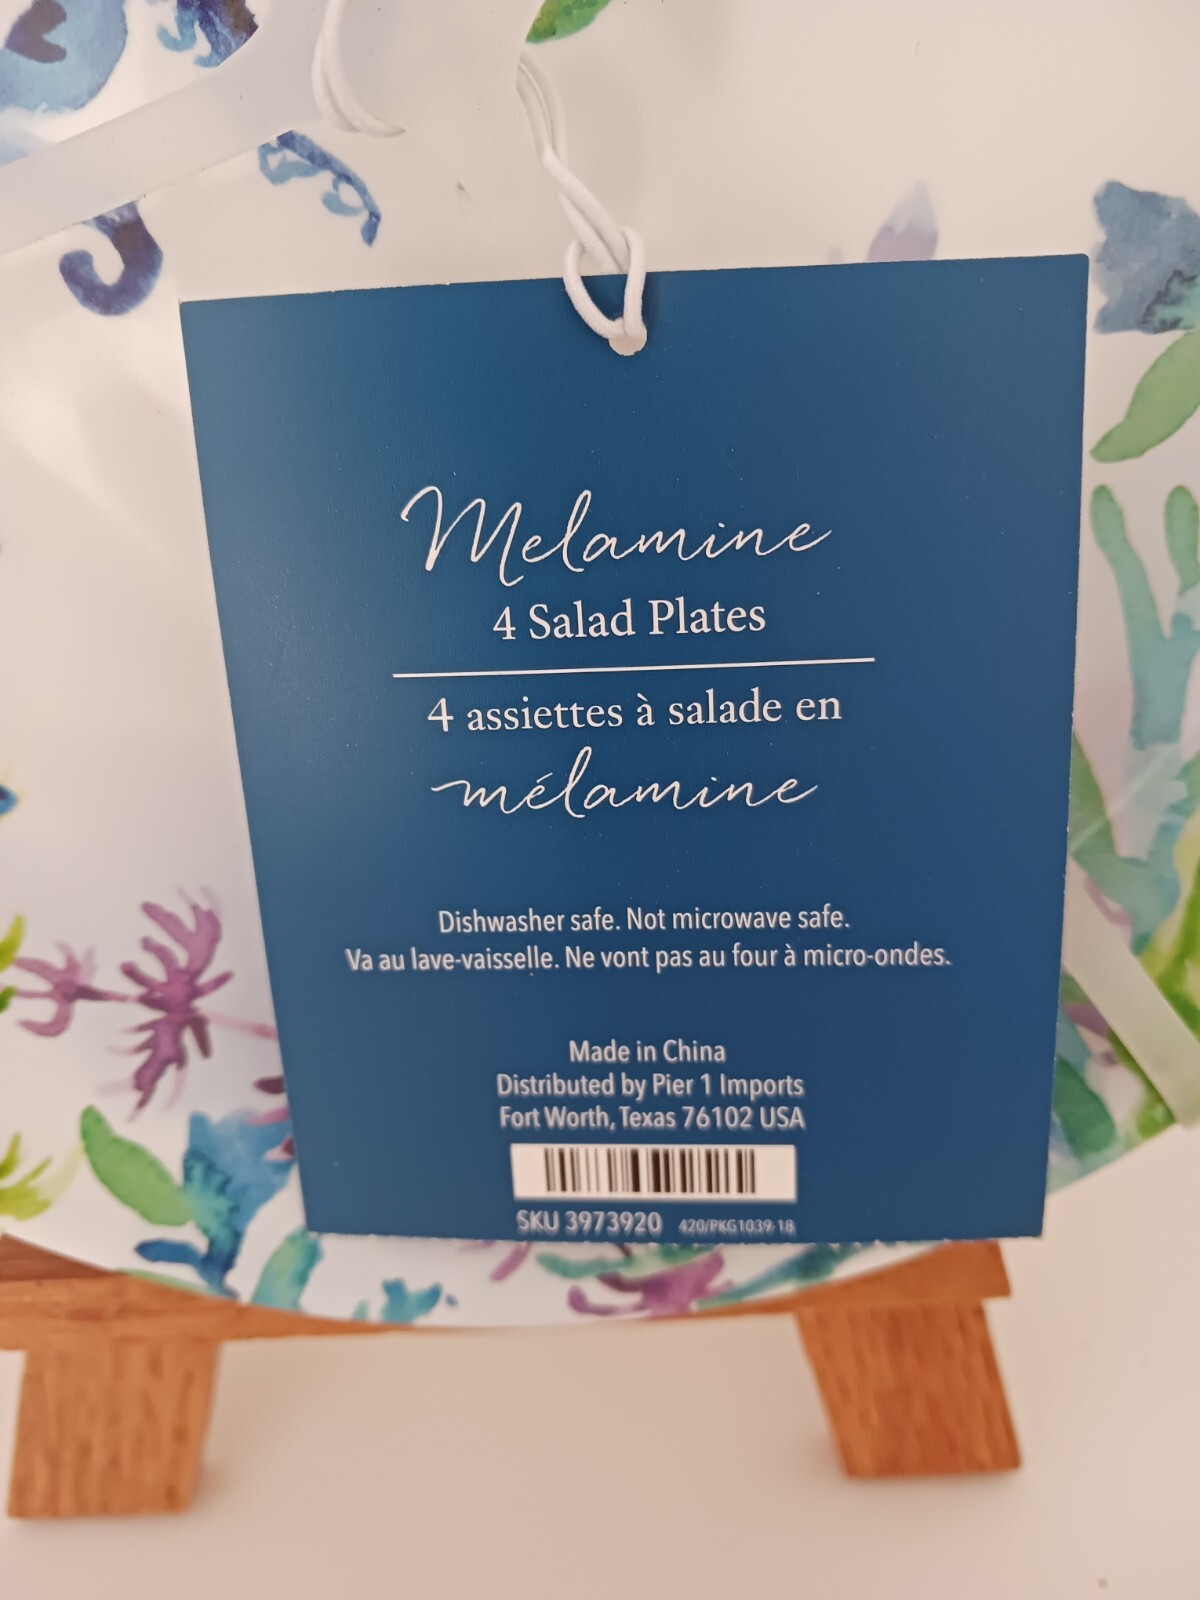 Melamine
4 Salad Plates
4 assiettes à salade en
mélamine
Dishwasher safe. Not microwave safe.
Va au lave-vaisselle. Ne vont pas au four à micro-ondes.
Made in China
Distributed by Pier 1 Imports
Fort Worth, Texas 76102 USA
SKU 3973920 420/PKG1039-18